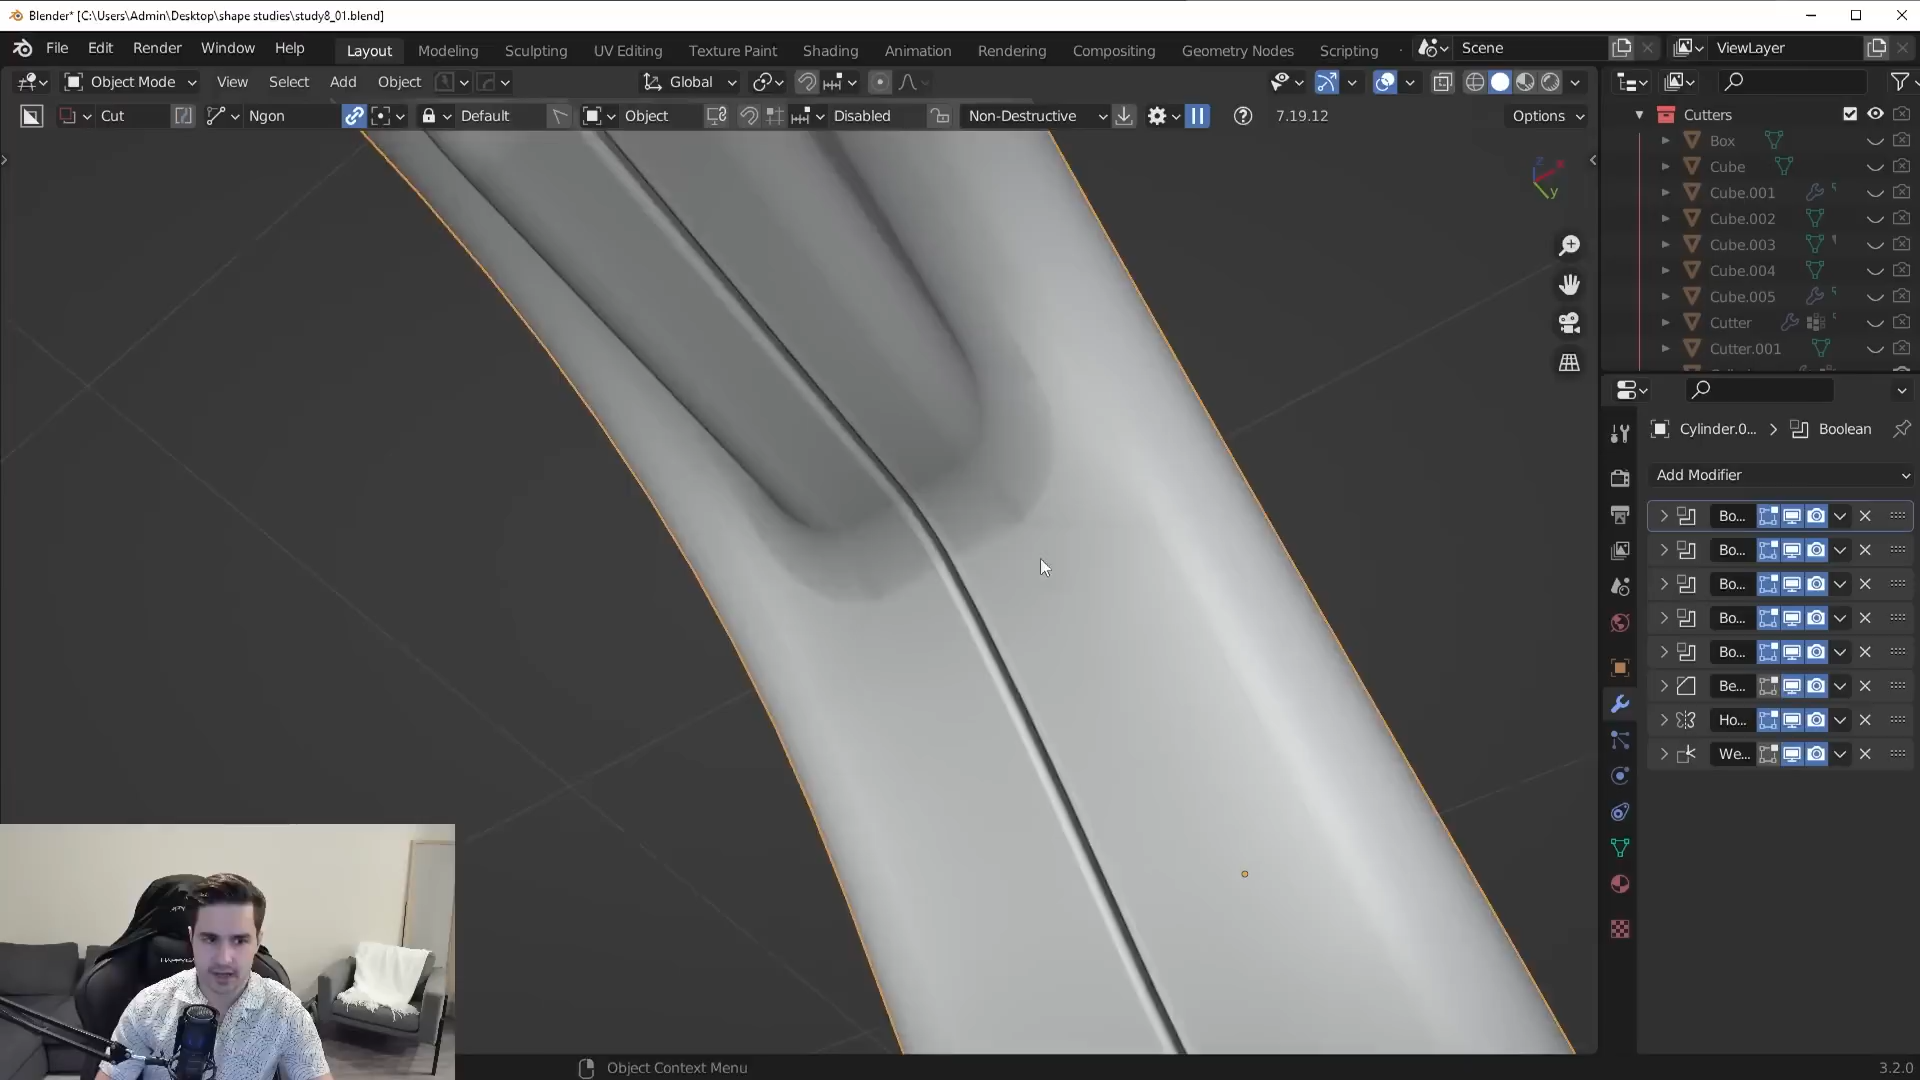 Blender* [C:\Users\Admin\Desktop\shape studies\study8_01.blend]
File Edit Render Window Help Layout Modeling Sculpting UV Editing Texture Paint Shading Animation Rendering Compositing Geometry Nodes Scripting Scene ViewLayer
Object Mode View Select Add Object Global
Cut Ngon Default Object Disabled Non-Destructive 7.19.12 Options
Cutters
Box
Cube
Cube.001
Cube.002
Cube.003
Cube.004
Cube.005
Cutter
Cutter.001
Z
y
Cylinder.0... Boolean
Add Modifier
Bo...
Bo...
Bo...
Bo...
Bo...
Be...
Ho...
We...
Object Context Menu
3.2.0